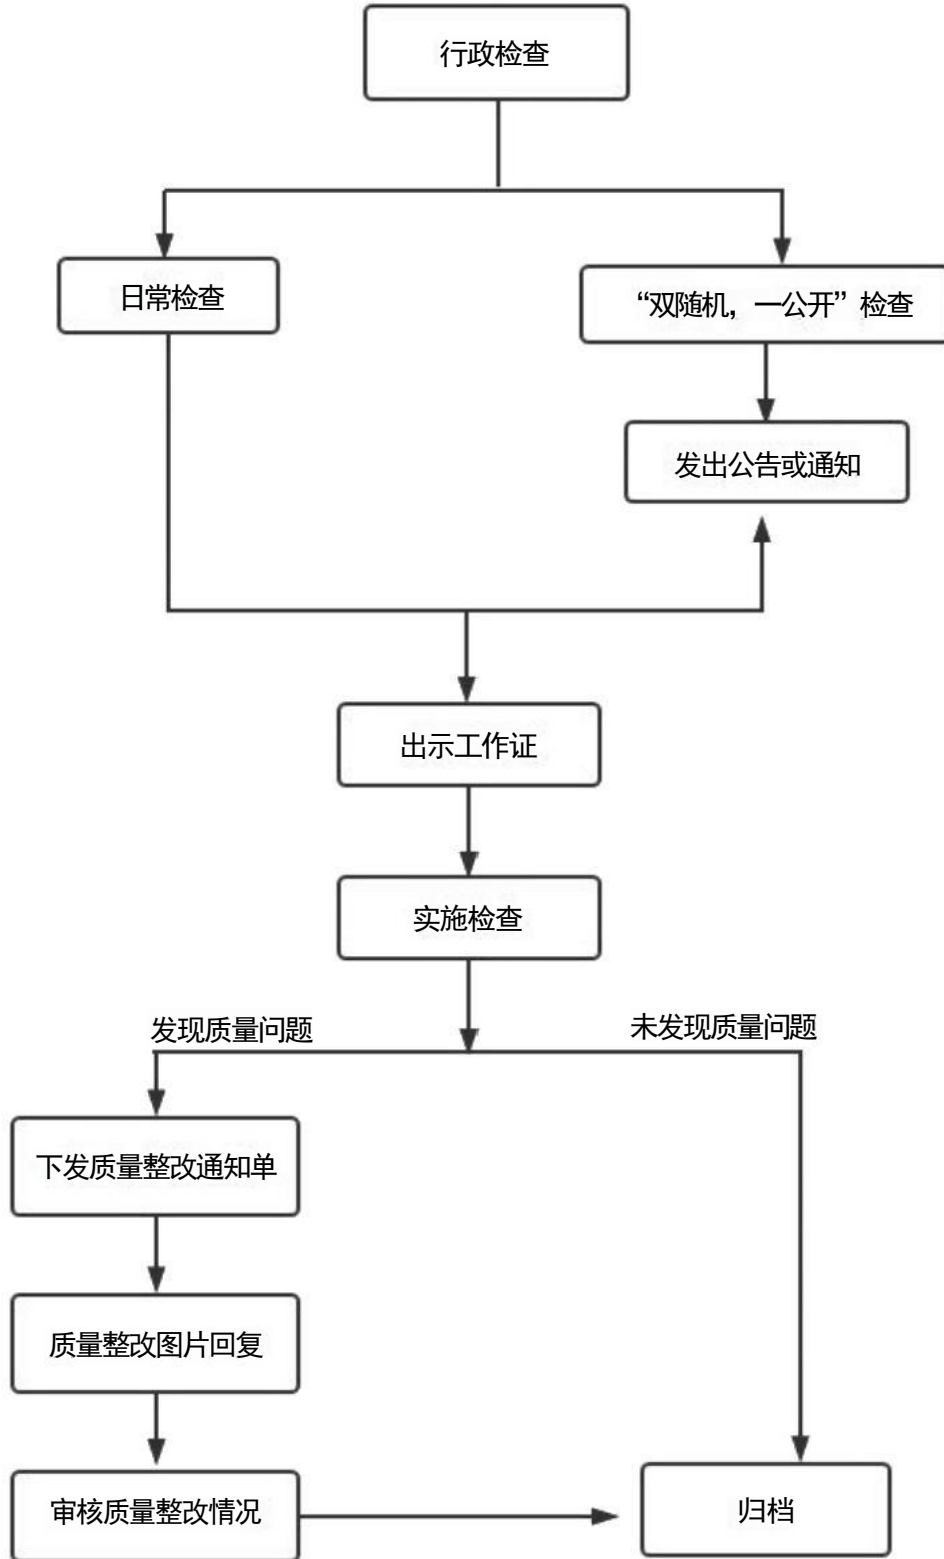 行政检查
日常检查
“双随机，一公开”检查
发出公告或通知
出示工作证
实施检查
发现质量问题
未发现质量问题
下发质量整改通知单
质量整改图片回复
审核质量整改情况
归档